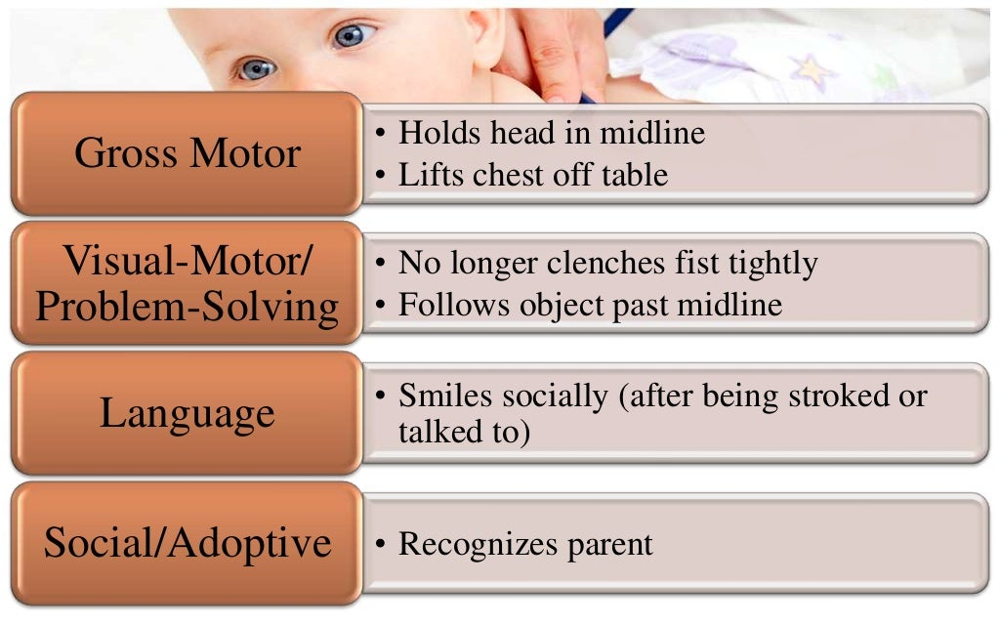 Gross Motor
• Holds head in midline
• Lifts chest off table
Visual-Motor/
Problem-Solving
• No longer clenches fist tightly
• Follows object past midline
Language
• Smiles socially (after being stroked or
talked to)
Social/Adoptive
• Recognizes parent